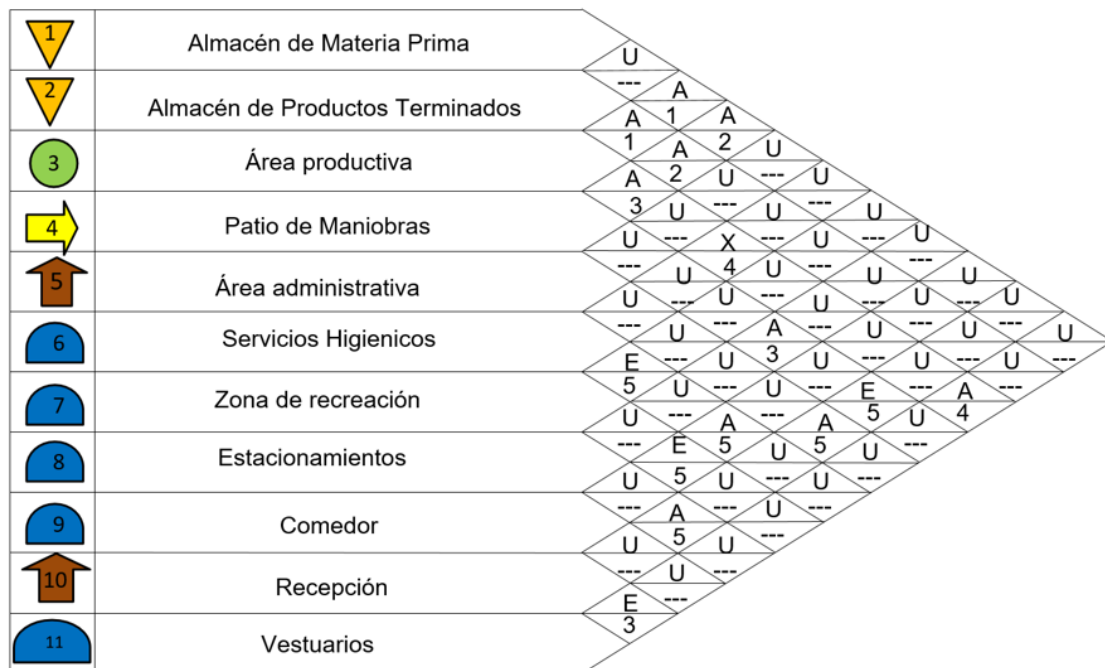 1 Almacén de Materia Prima
U
--- A
2 Almacén de Productos Terminados
A 1 A
1 A 2 U
3 Área productiva
A 2 U --- U
3 U --- U --- U
4 Patio de Maniobras
U --- X --- U --- U
--- U 4 U --- U --- U
5 Área administrativa
U --- U --- U --- U --- U
--- U --- A --- U --- U --- U
6 Servicios Higienicos
E --- U 3 U --- U --- U ---
5 U --- U --- E --- A ---
7 Zona de recreación
U --- A --- A 5 U 4
--- E 5 U 5 U ---
8 Estacionamientos
U 5 U --- U ---
--- A --- U ---
9 Comedor
U 5 U ---
--- U ---
10 Recepción
E ---
3
11 Vestuarios